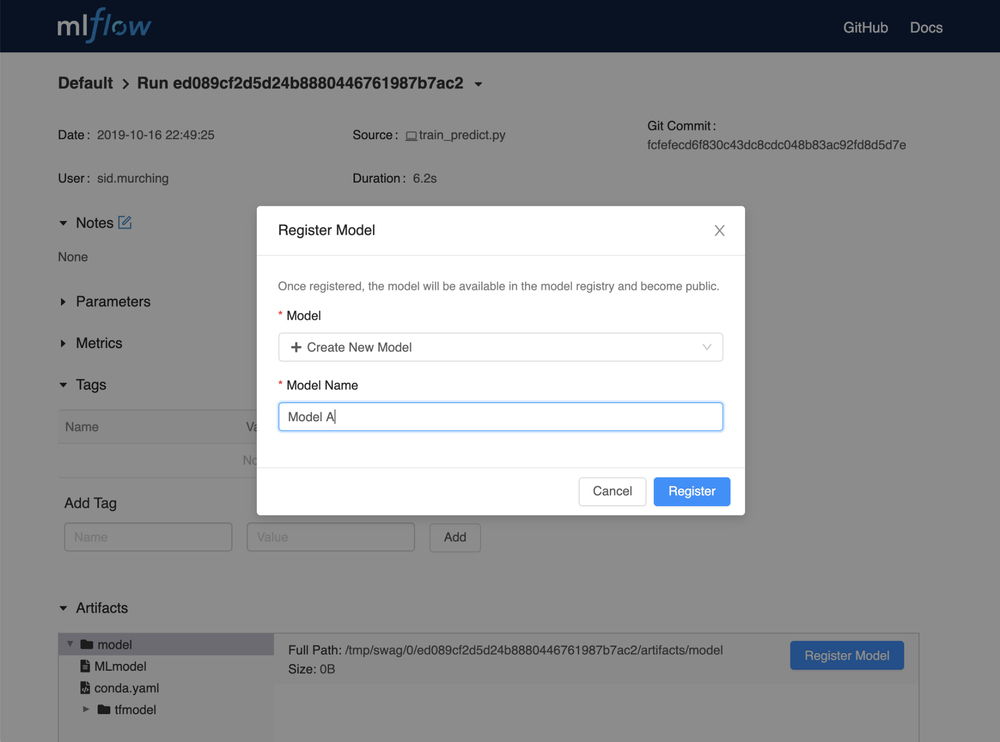 mlflow
GitHub Docs
Default > Run ed089cf2d5d24b8880446761987b7ac2
Date: 2019-10-16 22:49:25
Source: train_predict.py
Git Commit:
fcfefecd6f830c43dc8cdc048b83ac92fd8d5d7e
User: sid.murching
Duration: 6.2s
Notes
None
Parameters
Metrics
Tags
Name
Add Tag
Name Value Add
Register Model
Once registered, the model will be available in the model registry and become public.
* Model
+ Create New Model
* Model Name
Model A
Cancel Register
Artifacts
model
MLmodel
conda.yaml
tfmodel
Full Path: /tmp/swag/0/ed089cf2d5d24b8880446761987b7ac2/artifacts/model
Size: 0B
Register Model